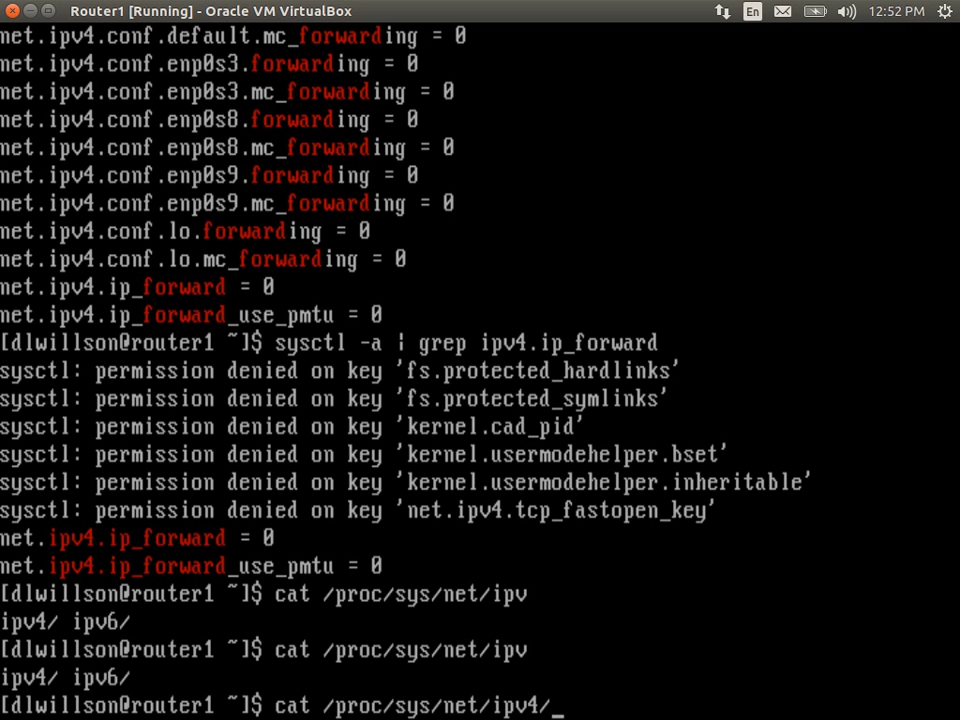 Router1 [Running] - Oracle VM VirtualBox
En
12:52 PM
net.ipv4.conf.default.mc_forwarding = 0
net.ipv4.conf.enp0s3.forwarding = 0
net.ipv4.conf.enp0s3.mc_forwarding = 0
net.ipv4.conf.enp0s8.forwarding = 0
net.ipv4.conf.enp0s8.mc_forwarding = 0
net.ipv4.conf.enp0s9.forwarding = 0
net.ipv4.conf.enp0s9.mc_forwarding = 0
net.ipv4.conf.lo.forwarding = 0
net.ipv4.conf.lo.mc_forwarding = 0
net.ipv4.ip_forward = 0
net.ipv4.ip_forward_use_pmtu = 0
[dlwillson@router1 ~]$ sysctl -a | grep ipv4.ip_forward
sysctl: permission denied on key 'fs.protected_hardlinks'
sysctl: permission denied on key 'fs.protected_symlinks'
sysctl: permission denied on key 'kernel.cad_pid'
sysctl: permission denied on key 'kernel.usermodehelper.bset'
sysctl: permission denied on key 'kernel.usermodehelper.inheritable'
sysctl: permission denied on key 'net.ipv4.tcp_fastopen_key'
net.ipv4.ip_forward = 0
net.ipv4.ip_forward_use_pmtu = 0
[dlwillson@router1 ~]$ cat /proc/sys/net/ipv
ipv4/ ipv6/
[dlwillson@router1 ~]$ cat /proc/sys/net/ipv
ipv4/ ipv6/
[dlwillson@router1 ~]$ cat /proc/sys/net/ipv4/_